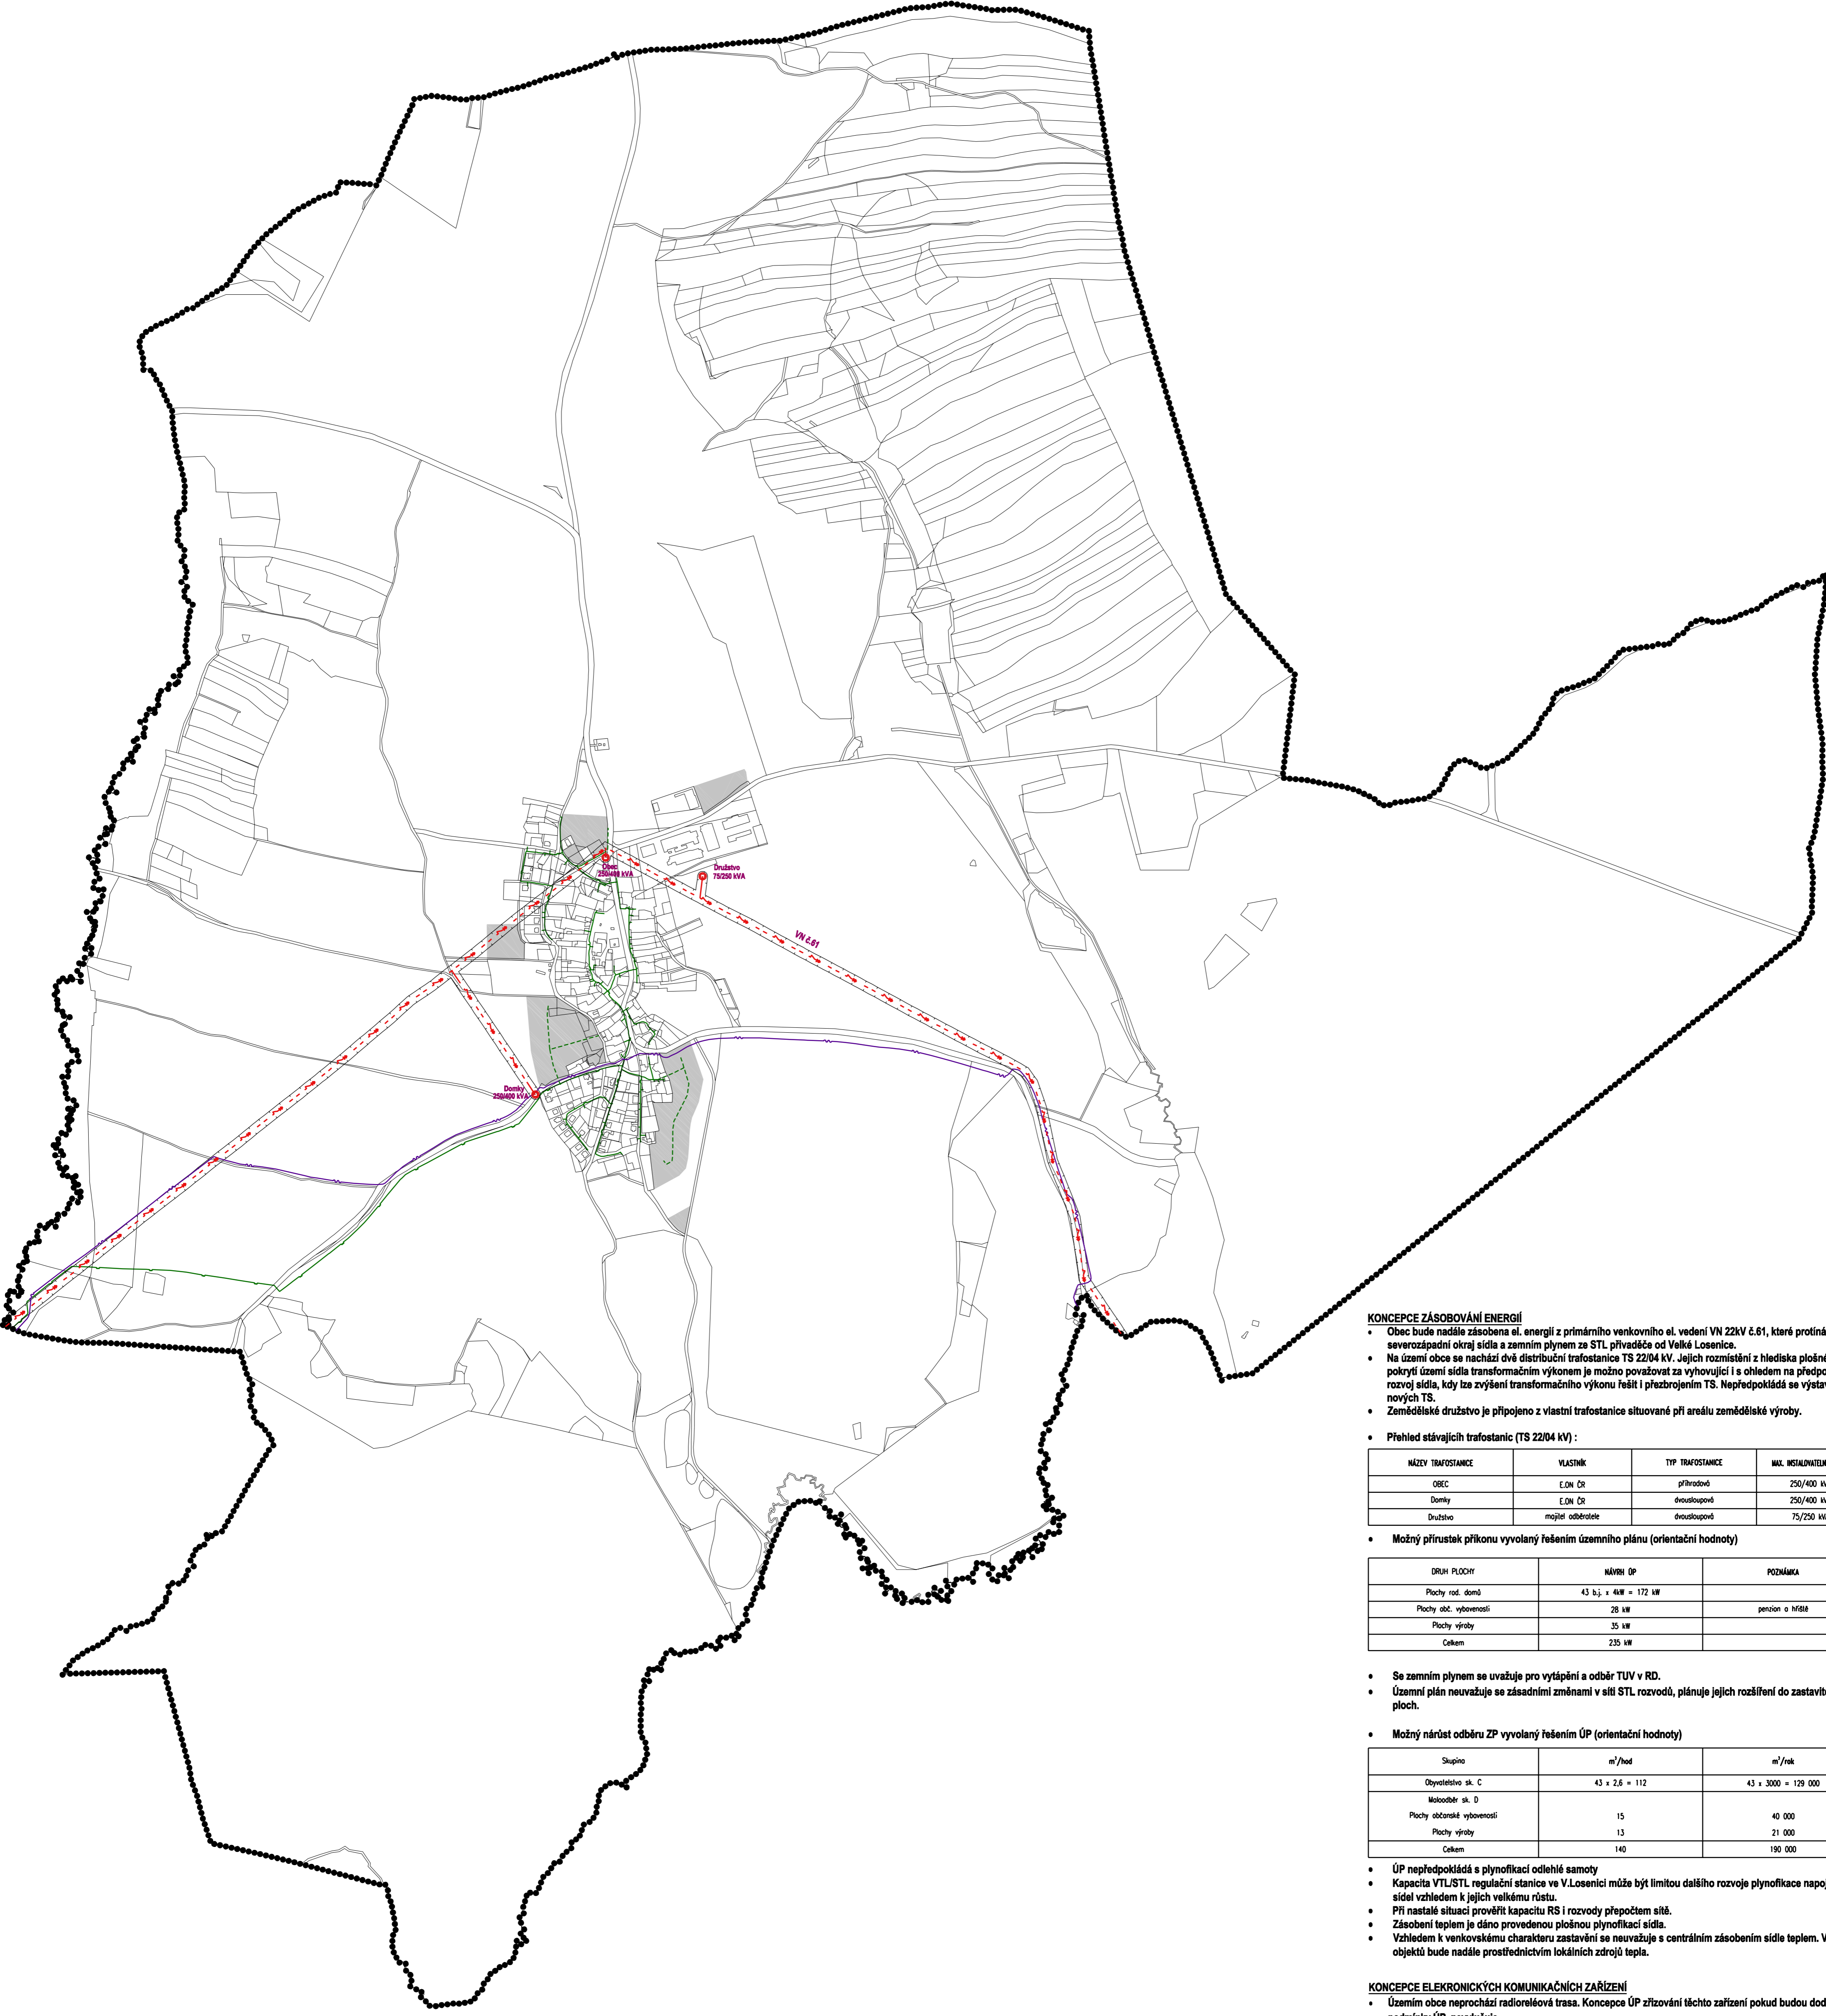 Obec
250/400 kVA
Družstvo
75/250 kVA
VN č.61
Domky
250/400 kVA
KONCEPCE ZÁSOBOVÁNÍ ENERGIÍ
• Obec bude nadále zásobena el. energií z primárního venkovního el. vedení VN 22kV č.61, které protíná
severozápadní okraj sídla a zemním plynem ze STL přivaděče od Velké Losenice.
• Na území obce se nachází dvě distribuční trafostanice TS 22/04 kV. Jejich rozmístění z hlediska plošné
pokrytí území sídla transformačním výkonem je možno považovat za vyhovující i s ohledem na předpo
rozvoj sídla, kdy lze zvýšení transformačního výkonu řešit i přezbrojením TS. Nepředpokládá se výstav
nových TS.
• Zemědělské družstvo je připojeno z vlastní trafostanice situované při areálu zemědělské výroby.
• Přehled stávajících trafostanic (TS 22/04 kV) :
NÁZEV TRAFOSTANICE VLASTNÍK TYP TRAFOSTANICE MAX. INSTALOVATELN
OBEC E.ON ČR příhradová 250/400 kV
Domky E.ON ČR dvousloupová 250/400 kV
Družstvo majitel odběratele dvousloupová 75/250 kV
• Možný přírustek příkonu vyvolaný řešením územního plánu (orientační hodnoty)
DRUH PLOCHY NÁVRH ÚP POZNÁMKA
Plochy rod. domů 43 b.j. x 4kW = 172 kW
Plochy obč. vybavenosti 28 kW penzion a hřiště
Plochy výroby 35 kW
Celkem 235 kW
• Se zemním plynem se uvažuje pro vytápění a odběr TUV v RD.
• Územní plán neuvažuje se zásadními změnami v síti STL rozvodů, plánuje jejich rozšíření do zastavite
ploch.
• Možný nárůst odběru ZP vyvolaný řešením ÚP (orientační hodnoty)
Skupina m³/hod m³/rok
Obyvatelstvo sk. C 43 x 2,6 = 112 43 x 3000 = 129 000
Maloodběr sk. D
Plochy občanské vybavenosti 15 40 000
Plochy výroby 13 21 000
Celkem 140 190 000
• ÚP nepředpokládá s plynofikací odlehlé samoty
• Kapacita VTL/STL regulační stanice ve V.Losenici může být limitou dalšího rozvoje plynofikace napoj
sídel vzhledem k jejich velkému růstu.
• Při nastalé situaci prověřit kapacitu RS i rozvody přepočtem sítě.
• Zásobení teplem je dáno provedenou plošnou plynofikací sídla.
• Vzhledem k venkovskému charakteru zastavění se neuvažuje s centrálním zásobením sídle teplem. V
objektů bude nadále prostřednictvím lokálních zdrojů tepla.
KONCEPCE ELEKRONICKÝCH KOMUNIKAČNÍCH ZAŘÍZENÍ
• Územím obce neprochází radioreléová trasa. Koncepce ÚP zřizování těchto zařízení pokud budou dod